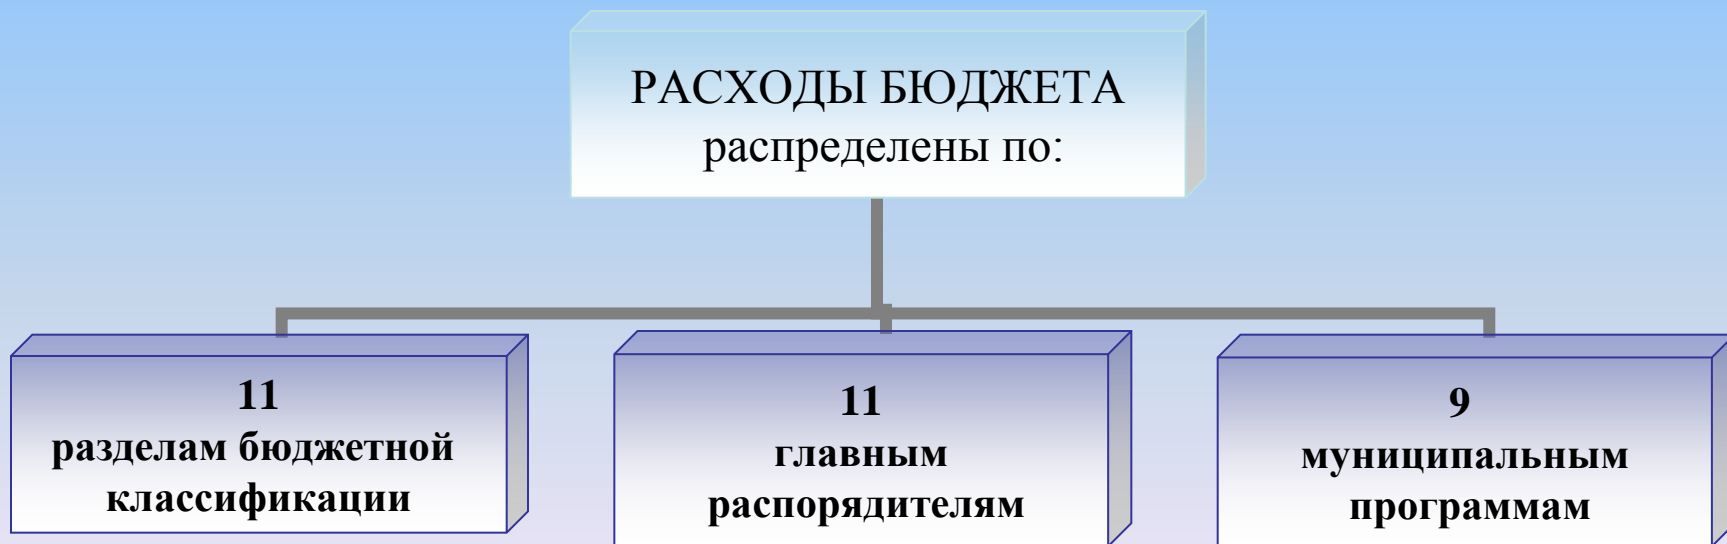 РАСХОДЫ БЮДЖЕТА
распределены по:
11
разделам бюджетной
классификации
11
главным
распорядителям
9
муниципальным
программам